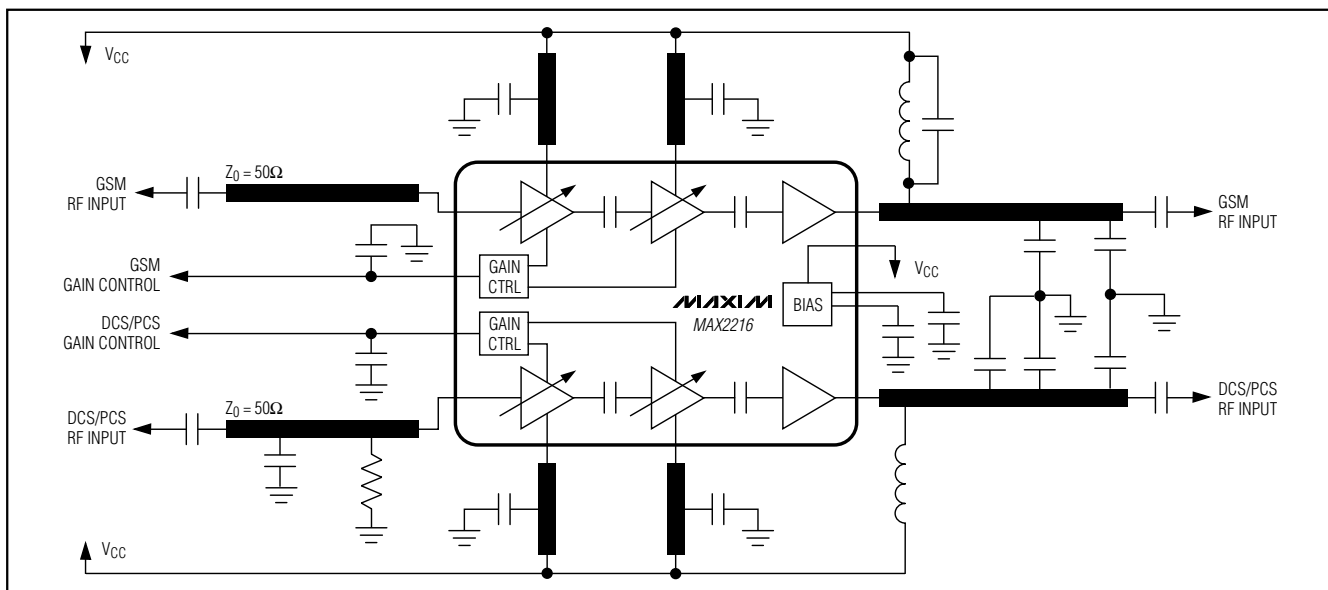 VCC
Z0 = 50Ω
GSM
RF INPUT
GSM
RF INPUT
GSM
GAIN CONTROL
GAIN
CTRL
VCC
MAXIM
MAX2216
BIAS
DCS/PCS
GAIN CONTROL
GAIN
CTRL
Z0 = 50Ω
DCS/PCS
RF INPUT
DCS/PCS
RF INPUT
VCC